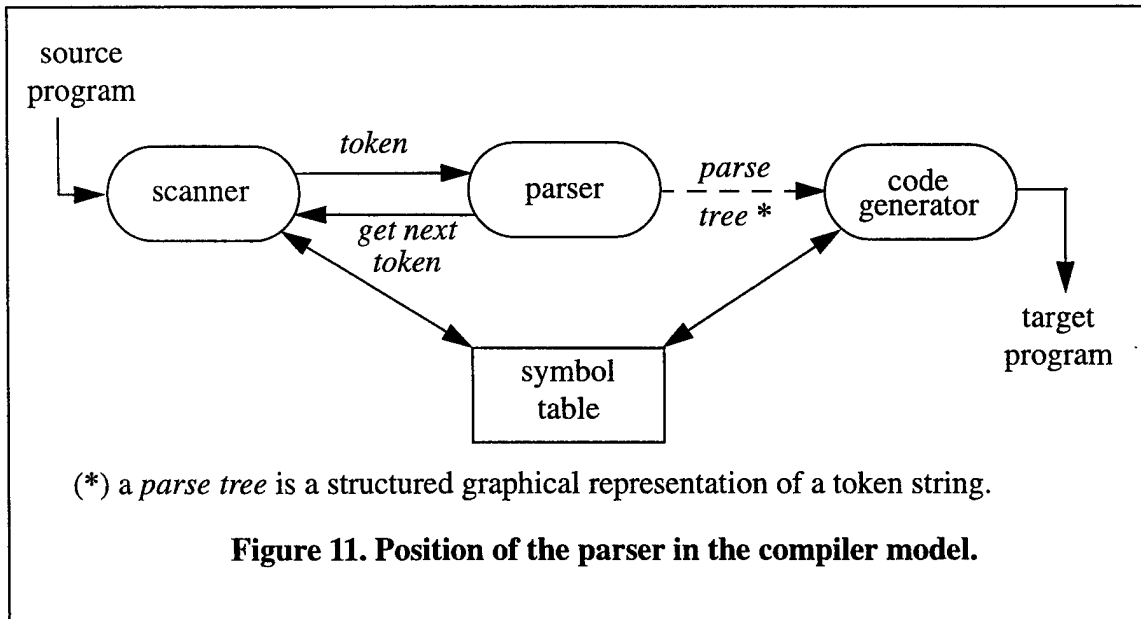 source
program
scanner
token
get next
token
parser
parse
tree *
code
generator
symbol
table
target
program
(*) a parse tree is a structured graphical representation of a token string.
Figure 11. Position of the parser in the compiler model.